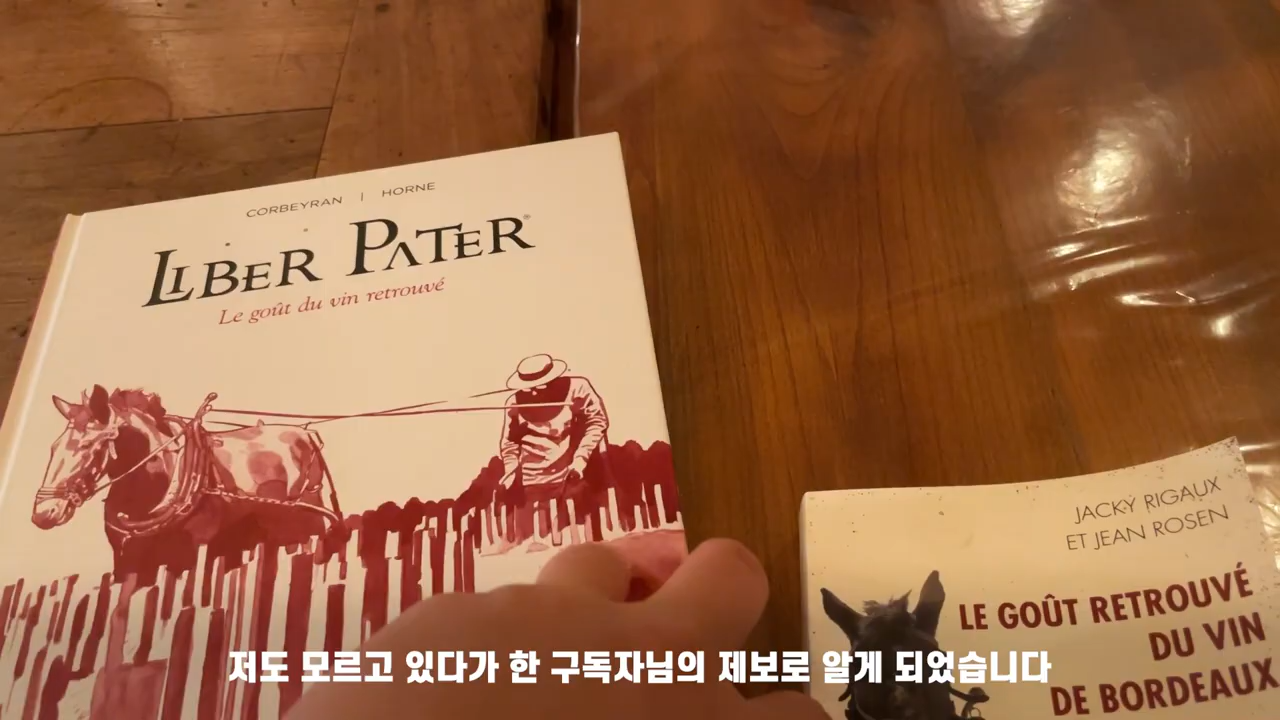 CORBEYRAN | HORNE
LIBER PATER®
Le goût du vin retrouvé
JACKY RIGAUX
ET JEAN ROSEN
LE GOÛT RETROUVÉ
DU VIN
DE BORDEAUX
저도 모르고 있다가 한 구독자님의 제보로 알게 되었습니다